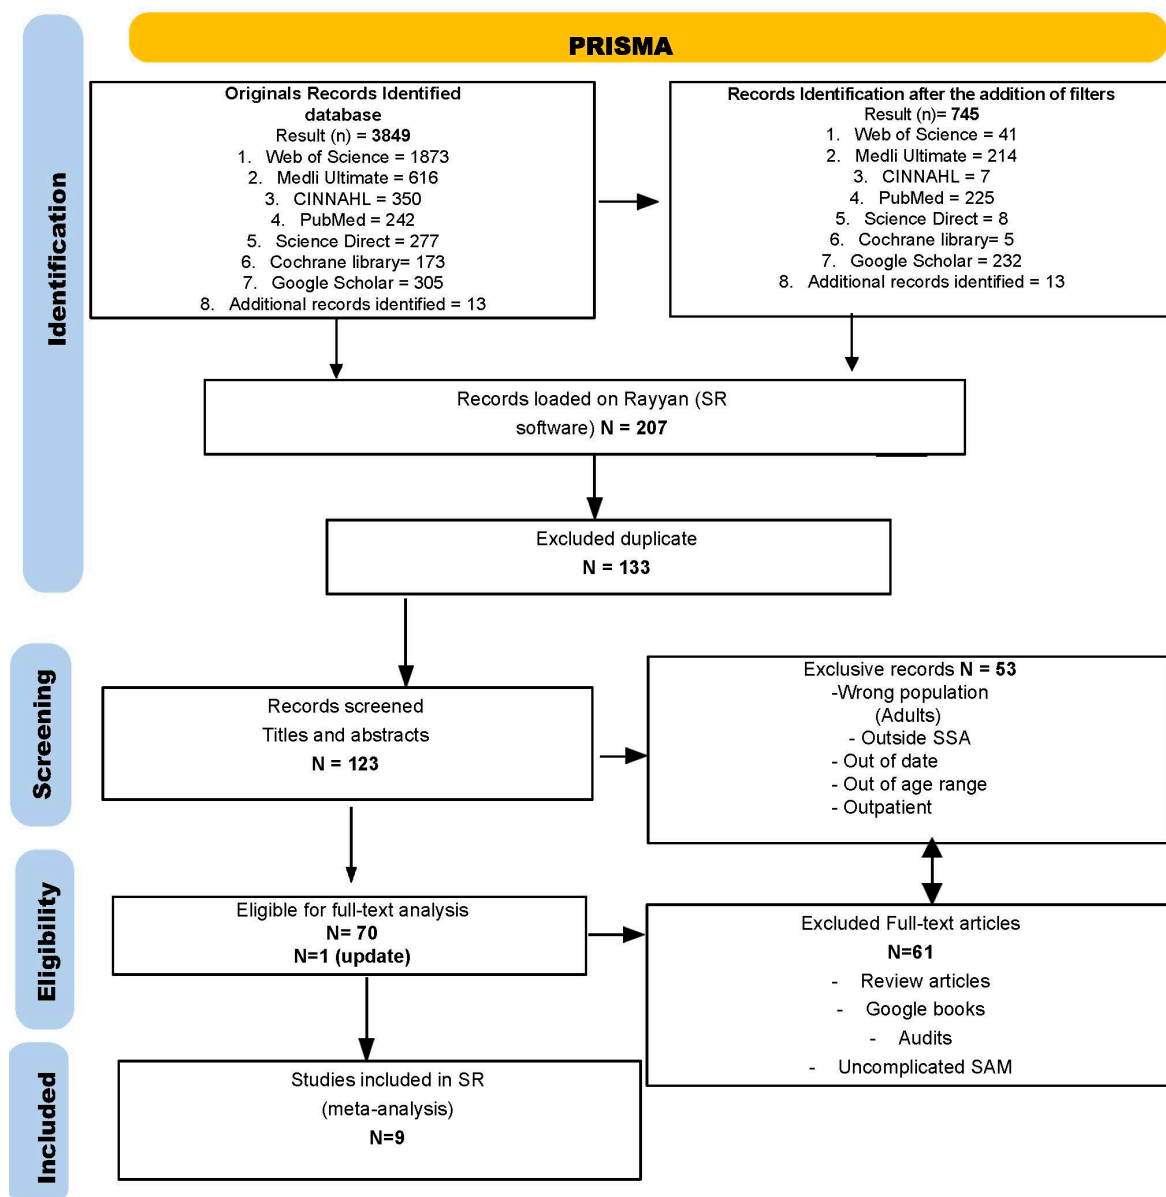 PRISMA
Identification
Originals Records Identified
database
Result (n) = 3849
1. Web of Science = 1873
2. Medli Ultimate = 616
3. CINNAHL = 350
4. PubMed = 242
5. Science Direct = 277
6. Cochrane library= 173
7. Google Scholar = 305
8. Additional records identified = 13
Records Identification after the addition of filters
Result (n)= 745
1. Web of Science = 41
2. Medli Ultimate = 214
3. CINNAHL = 7
4. PubMed = 225
5. Science Direct = 8
6. Cochrane library= 5
7. Google Scholar = 232
8. Additional records identified = 13
Records loaded on Rayyan (SR
software) N = 207
Excluded duplicate
N = 133
Screening
Records screened
Titles and abstracts
N = 123
Exclusive records N = 53
-Wrong population
(Adults)
- Outside SSA
- Out of date
- Out of age range
- Outpatient
Eligibility
Eligible for full-text analysis
N= 70
N=1 (update)
Excluded Full-text articles
N=61
- Review articles
- Google books
- Audits
- Uncomplicated SAM
Included
Studies included in SR
(meta-analysis)
N=9